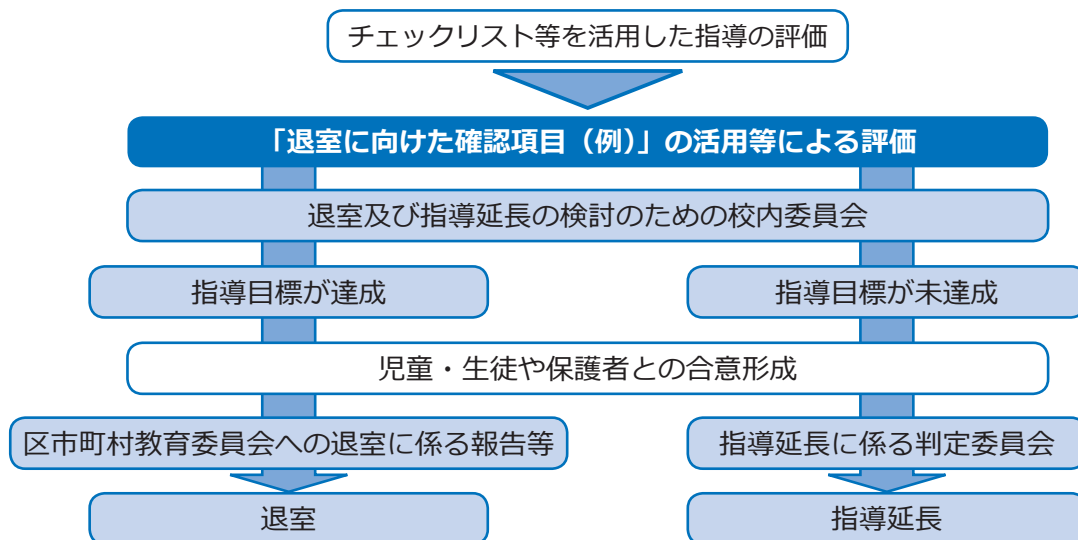 チェックリスト等を活用した指導の評価
「退室に向けた確認項目（例）」の活用等による評価
退室及び指導延長の検討のための校内委員会
指導目標が達成
指導目標が未達成
児童・生徒や保護者との合意形成
区市町村教育委員会への退室に係る報告等
指導延長に係る判定委員会
退室
指導延長